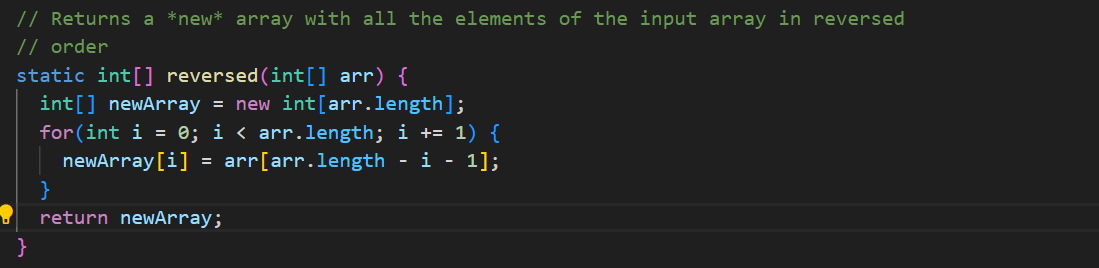 // Returns a *new* array with all the elements of the input array in reversed
// order
static int[] reversed(int[] arr) {
  int[] newArray = new int[arr.length];
  for(int i = 0; i < arr.length; i += 1) {
    newArray[i] = arr[arr.length - i - 1];
  }
  return newArray;
}